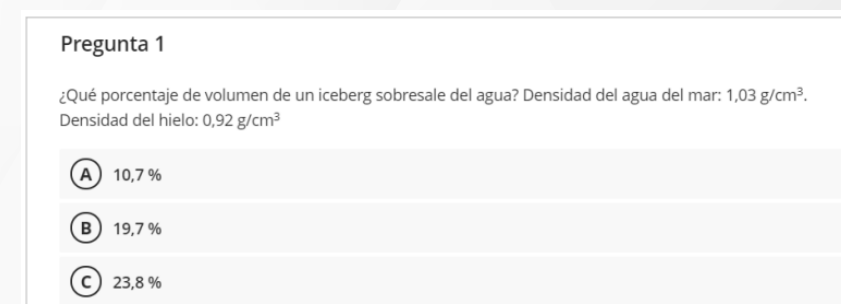 Pregunta 1
¿Qué porcentaje de volumen de un iceberg sobresale del agua? Densidad del agua del mar: 1,03 g/cm³.
Densidad del hielo: 0,92 g/cm³
A 10,7 %
B 19,7 %
C 23,8 %